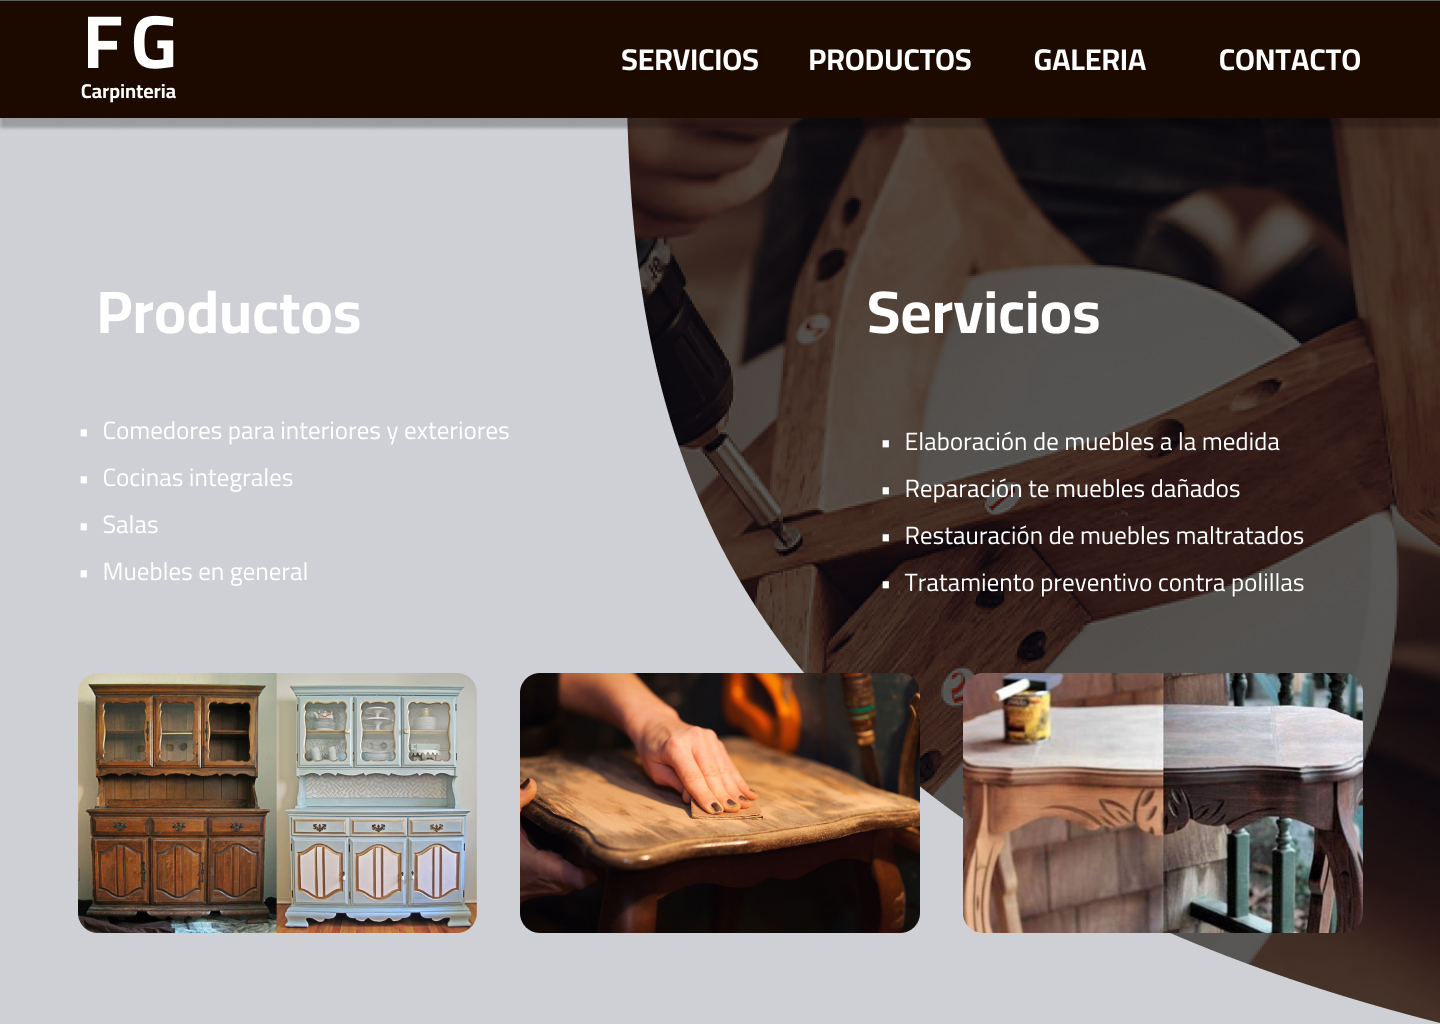 F G
Carpinteria
SERVICIOS PRODUCTOS GALERIA CONTACTO
Productos
▪ Comedores para interiores y exteriores
▪ Cocinas integrales
▪ Salas
▪ Muebles en general
Servicios
▪ Elaboración de muebles a la medida
▪ Reparación te muebles dañados
▪ Restauración de muebles maltratados
▪ Tratamiento preventivo contra polillas